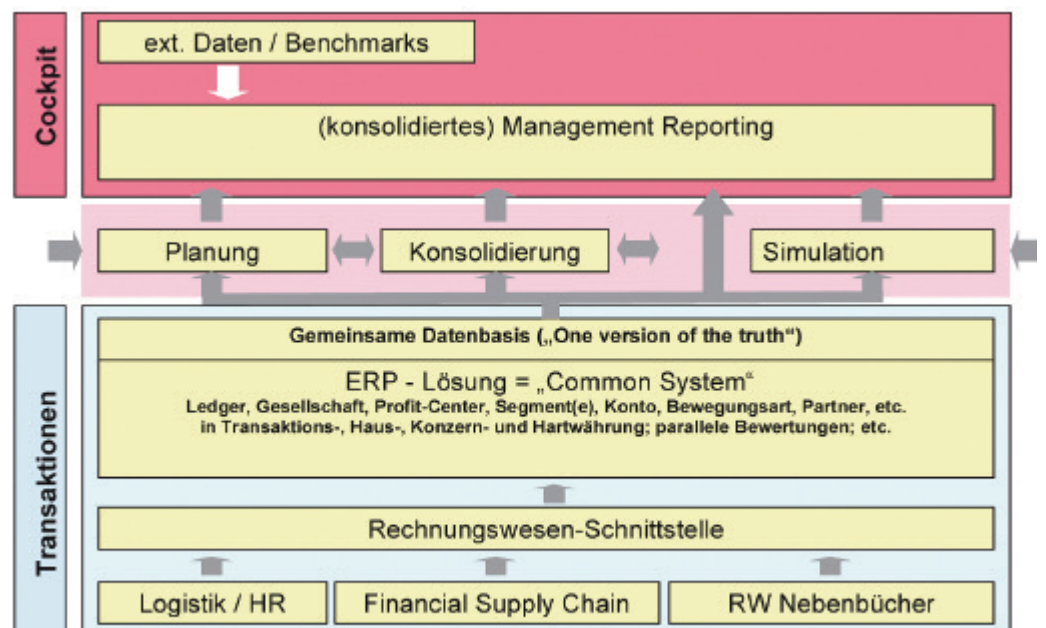 Cockpit
ext. Daten / Benchmarks
(konsolidiertes) Management Reporting
Planung
Konsolidierung
Simulation
Transaktionen
Gemeinsame Datenbasis („One version of the truth“)
ERP - Lösung = „Common System“
Ledger, Gesellschaft, Profit-Center, Segment(e), Konto, Bewegungsart, Partner, etc.
in Transaktions-, Haus-, Konzern- und Hartwährung; parallele Bewertungen; etc.
Rechnungswesen-Schnittstelle
Logistik / HR
Financial Supply Chain
RW Nebenbücher